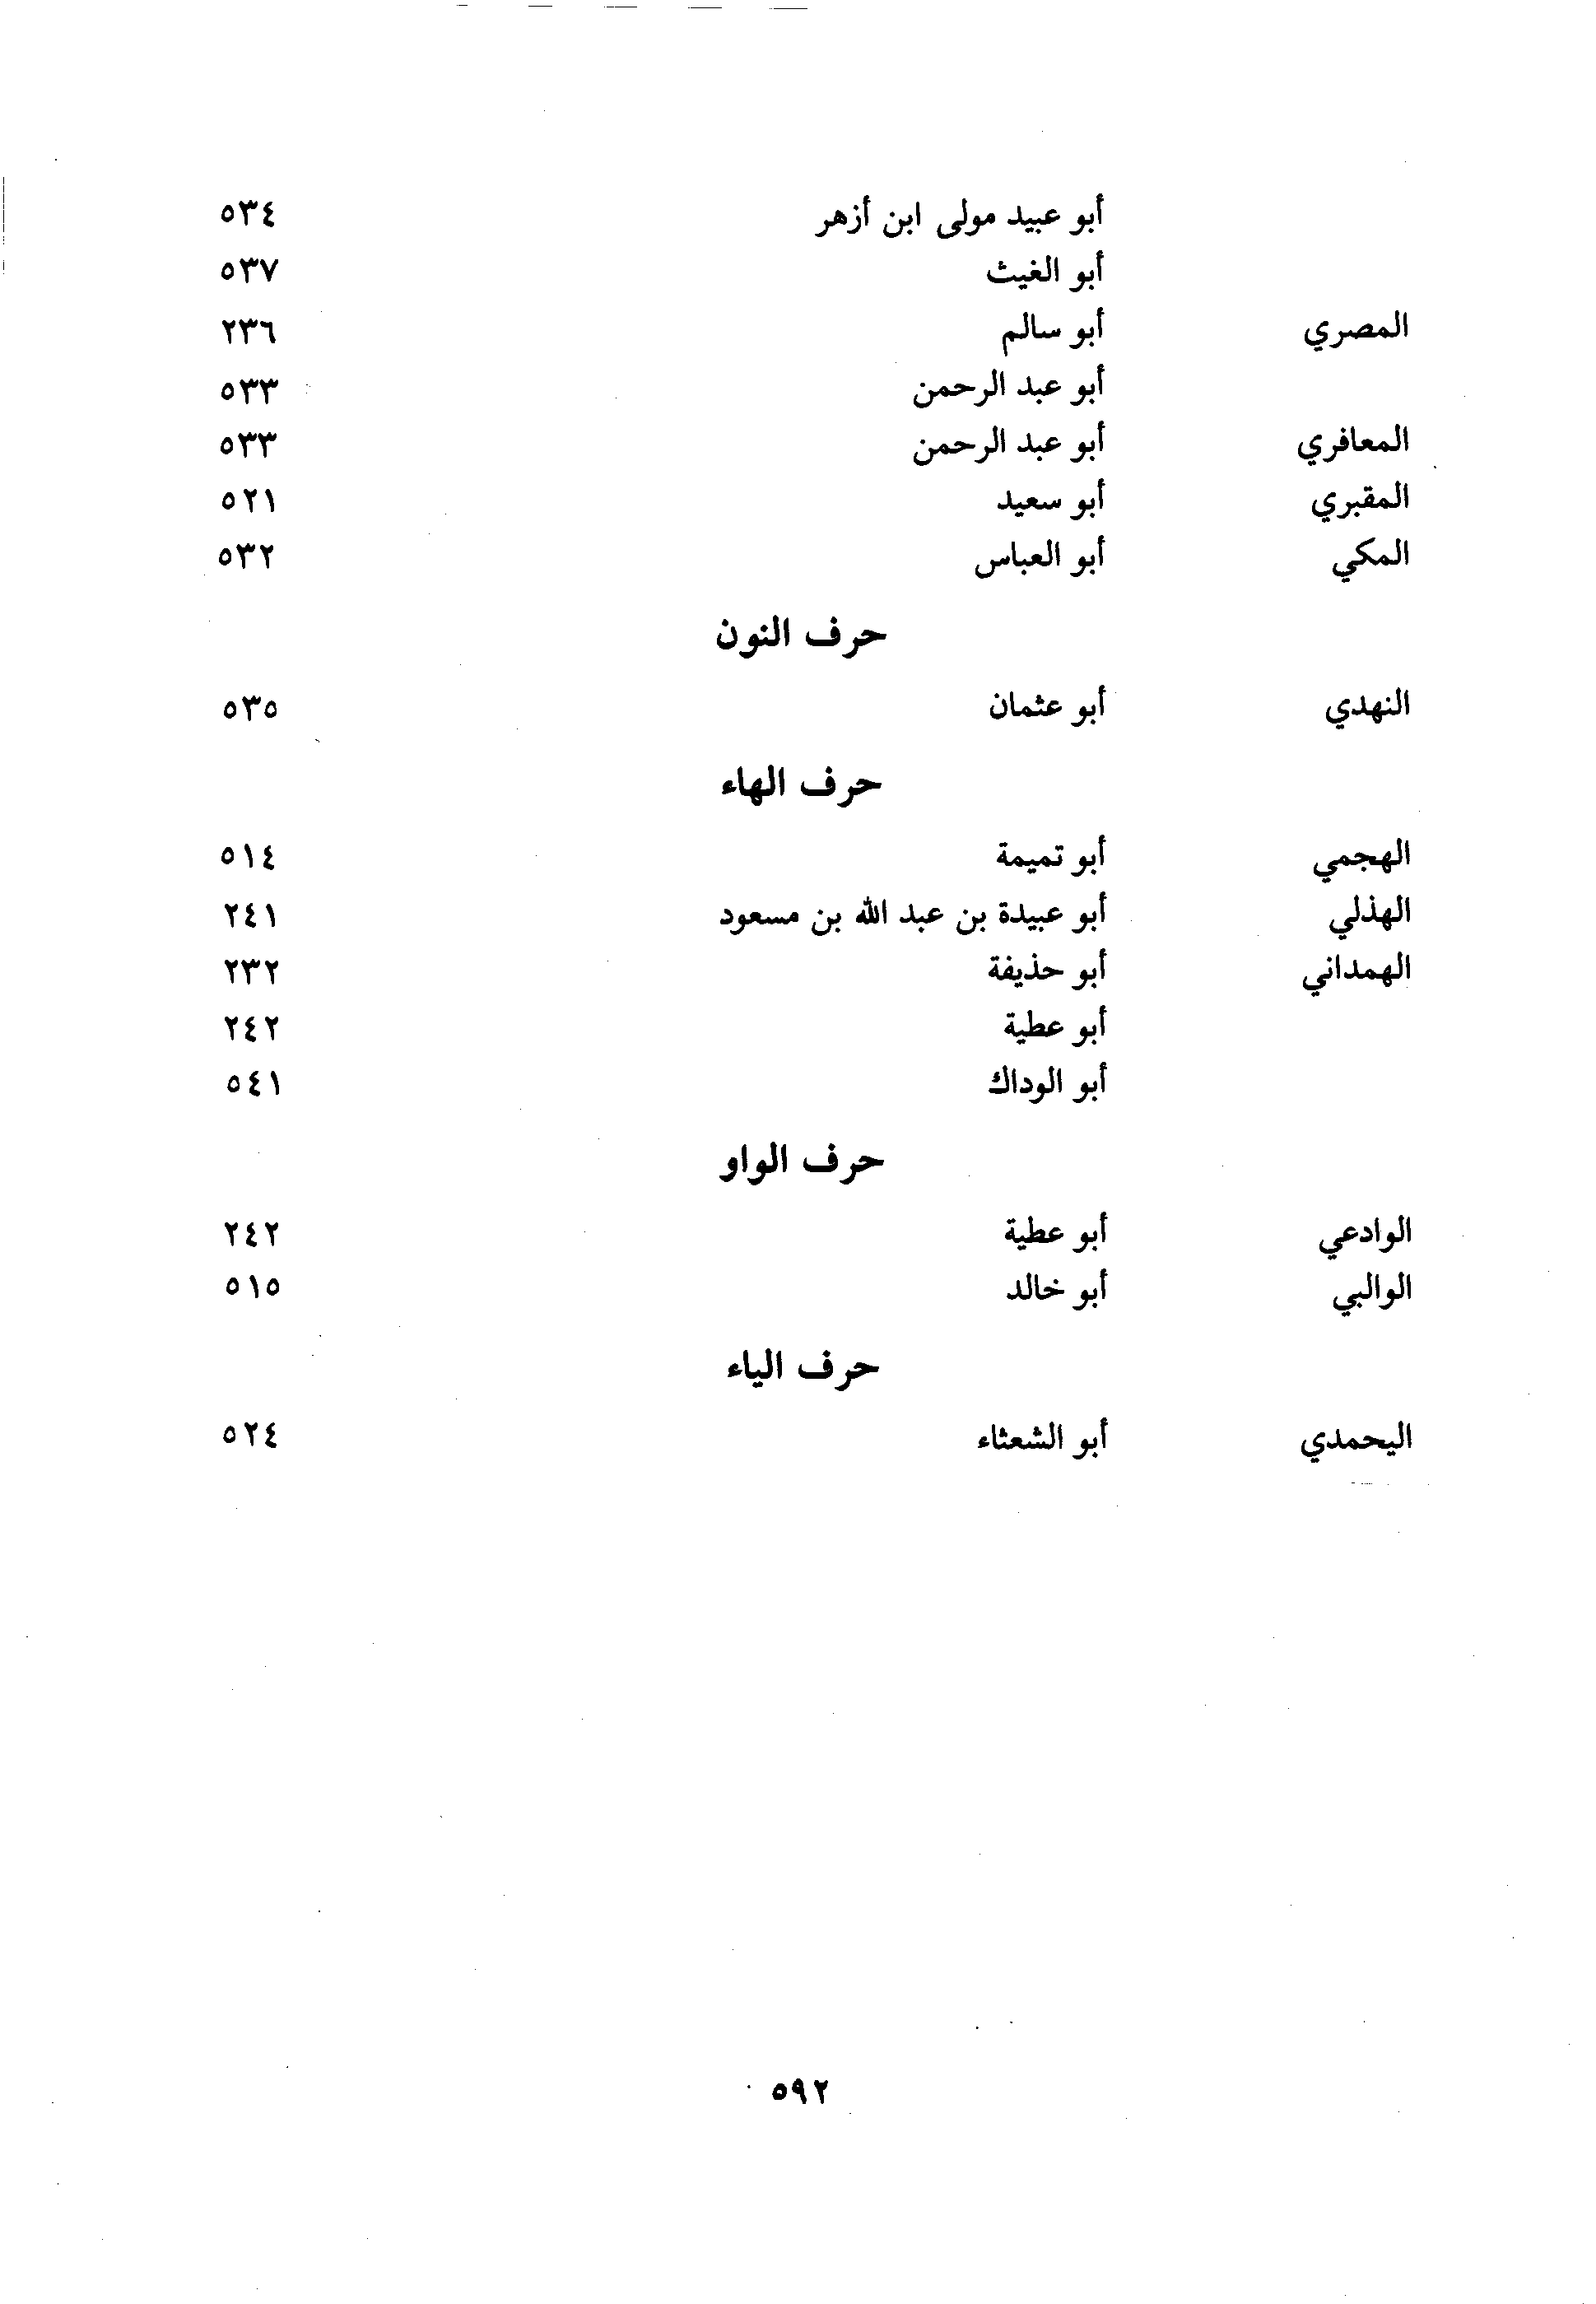 أبو عبيد مولى ابن أزهر ٥٣٤
أبو الغيث ٥٣٧
المصري أبو سالم ٢٣٦
أبو عبد الرحمن ٥٣٣
المعافري أبو عبد الرحمن ٥٣٣
المقبري أبو سعيد ٥٢١
المكي أبو العباس ٥٣٢
حرف النون
النهدي أبو عثمان ٥٣٥
حرف الهاء
الهجمي أبو تميمة ٥١٤
الهذلي أبو عبيدة بن عبد الله بن مسعود ٢٤١
الهمداني أبو حذيفة ٢٣٢
أبو عطية ٢٤٢
أبو الوداك ٥٤١
حرف الواو
الوادعي أبو عطية ٢٤٢
الوالبي أبو خالد ٥١٥
حرف الياء
اليحمدي أبو الشعثاء ٥٢٤
٥٩٢